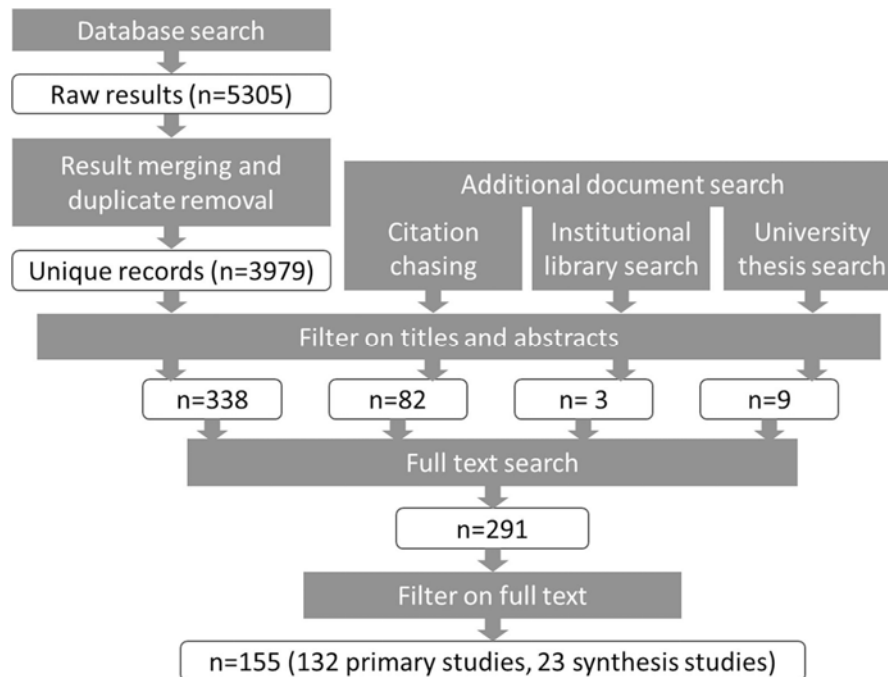 Database search
Raw results (n=5305)
Result merging and
duplicate removal
Unique records (n=3979)
Additional document search
Citation
chasing
Institutional
library search
University
thesis search
Filter on titles and abstracts
n=338
n=82
n= 3
n=9
Full text search
n=291
Filter on full text
n=155 (132 primary studies, 23 synthesis studies)